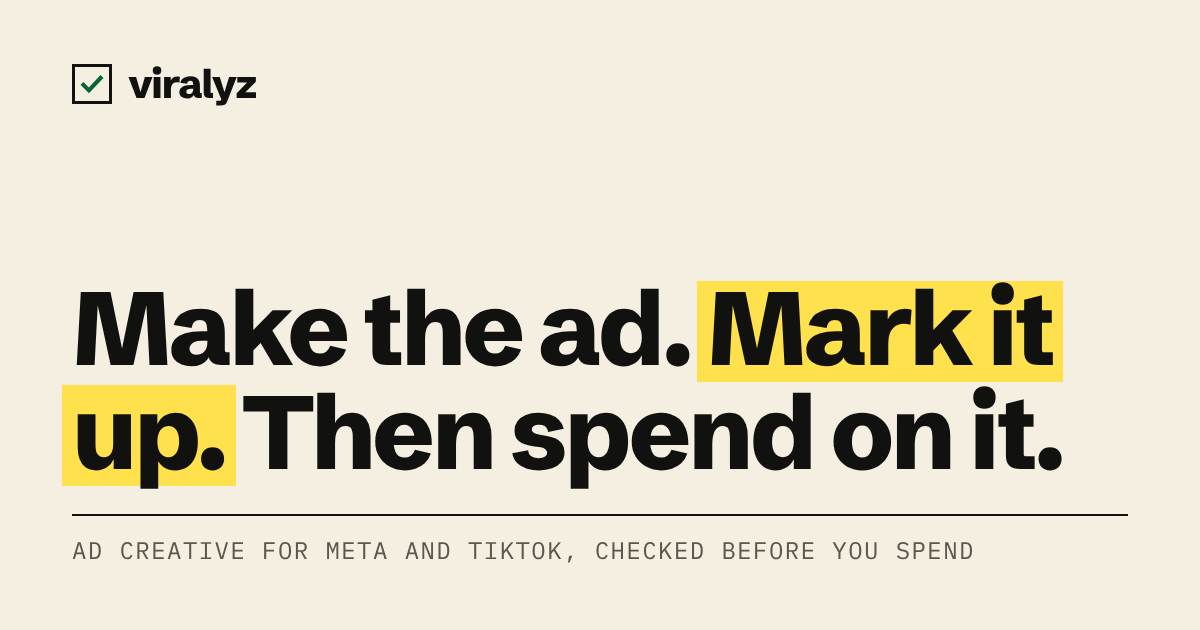 viralyz
Make the ad. Mark it
up. Then spend on it.
AD CREATIVE FOR META AND TIKTOK, CHECKED BEFORE YOU SPEND